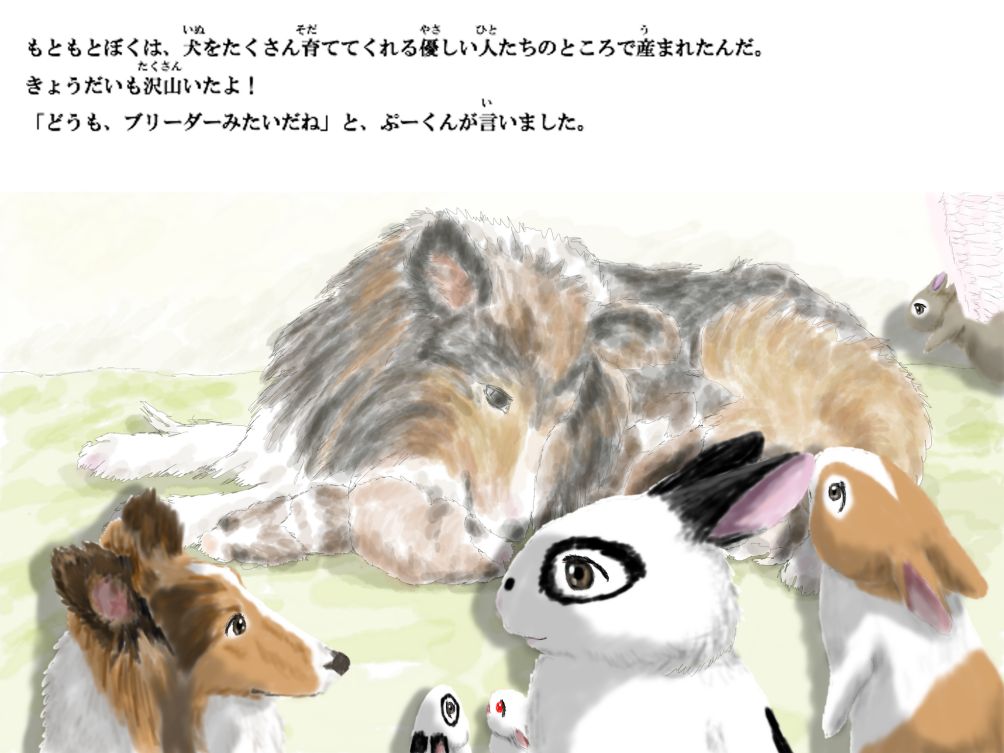 もともとぼくは、犬をたくさん育ててくれる優しい人たちのところで産まれたんだ。
きょうだいも沢山いたよ！
「どうも、ブリーダーみたいだね」と、ぷーくんが言いました。